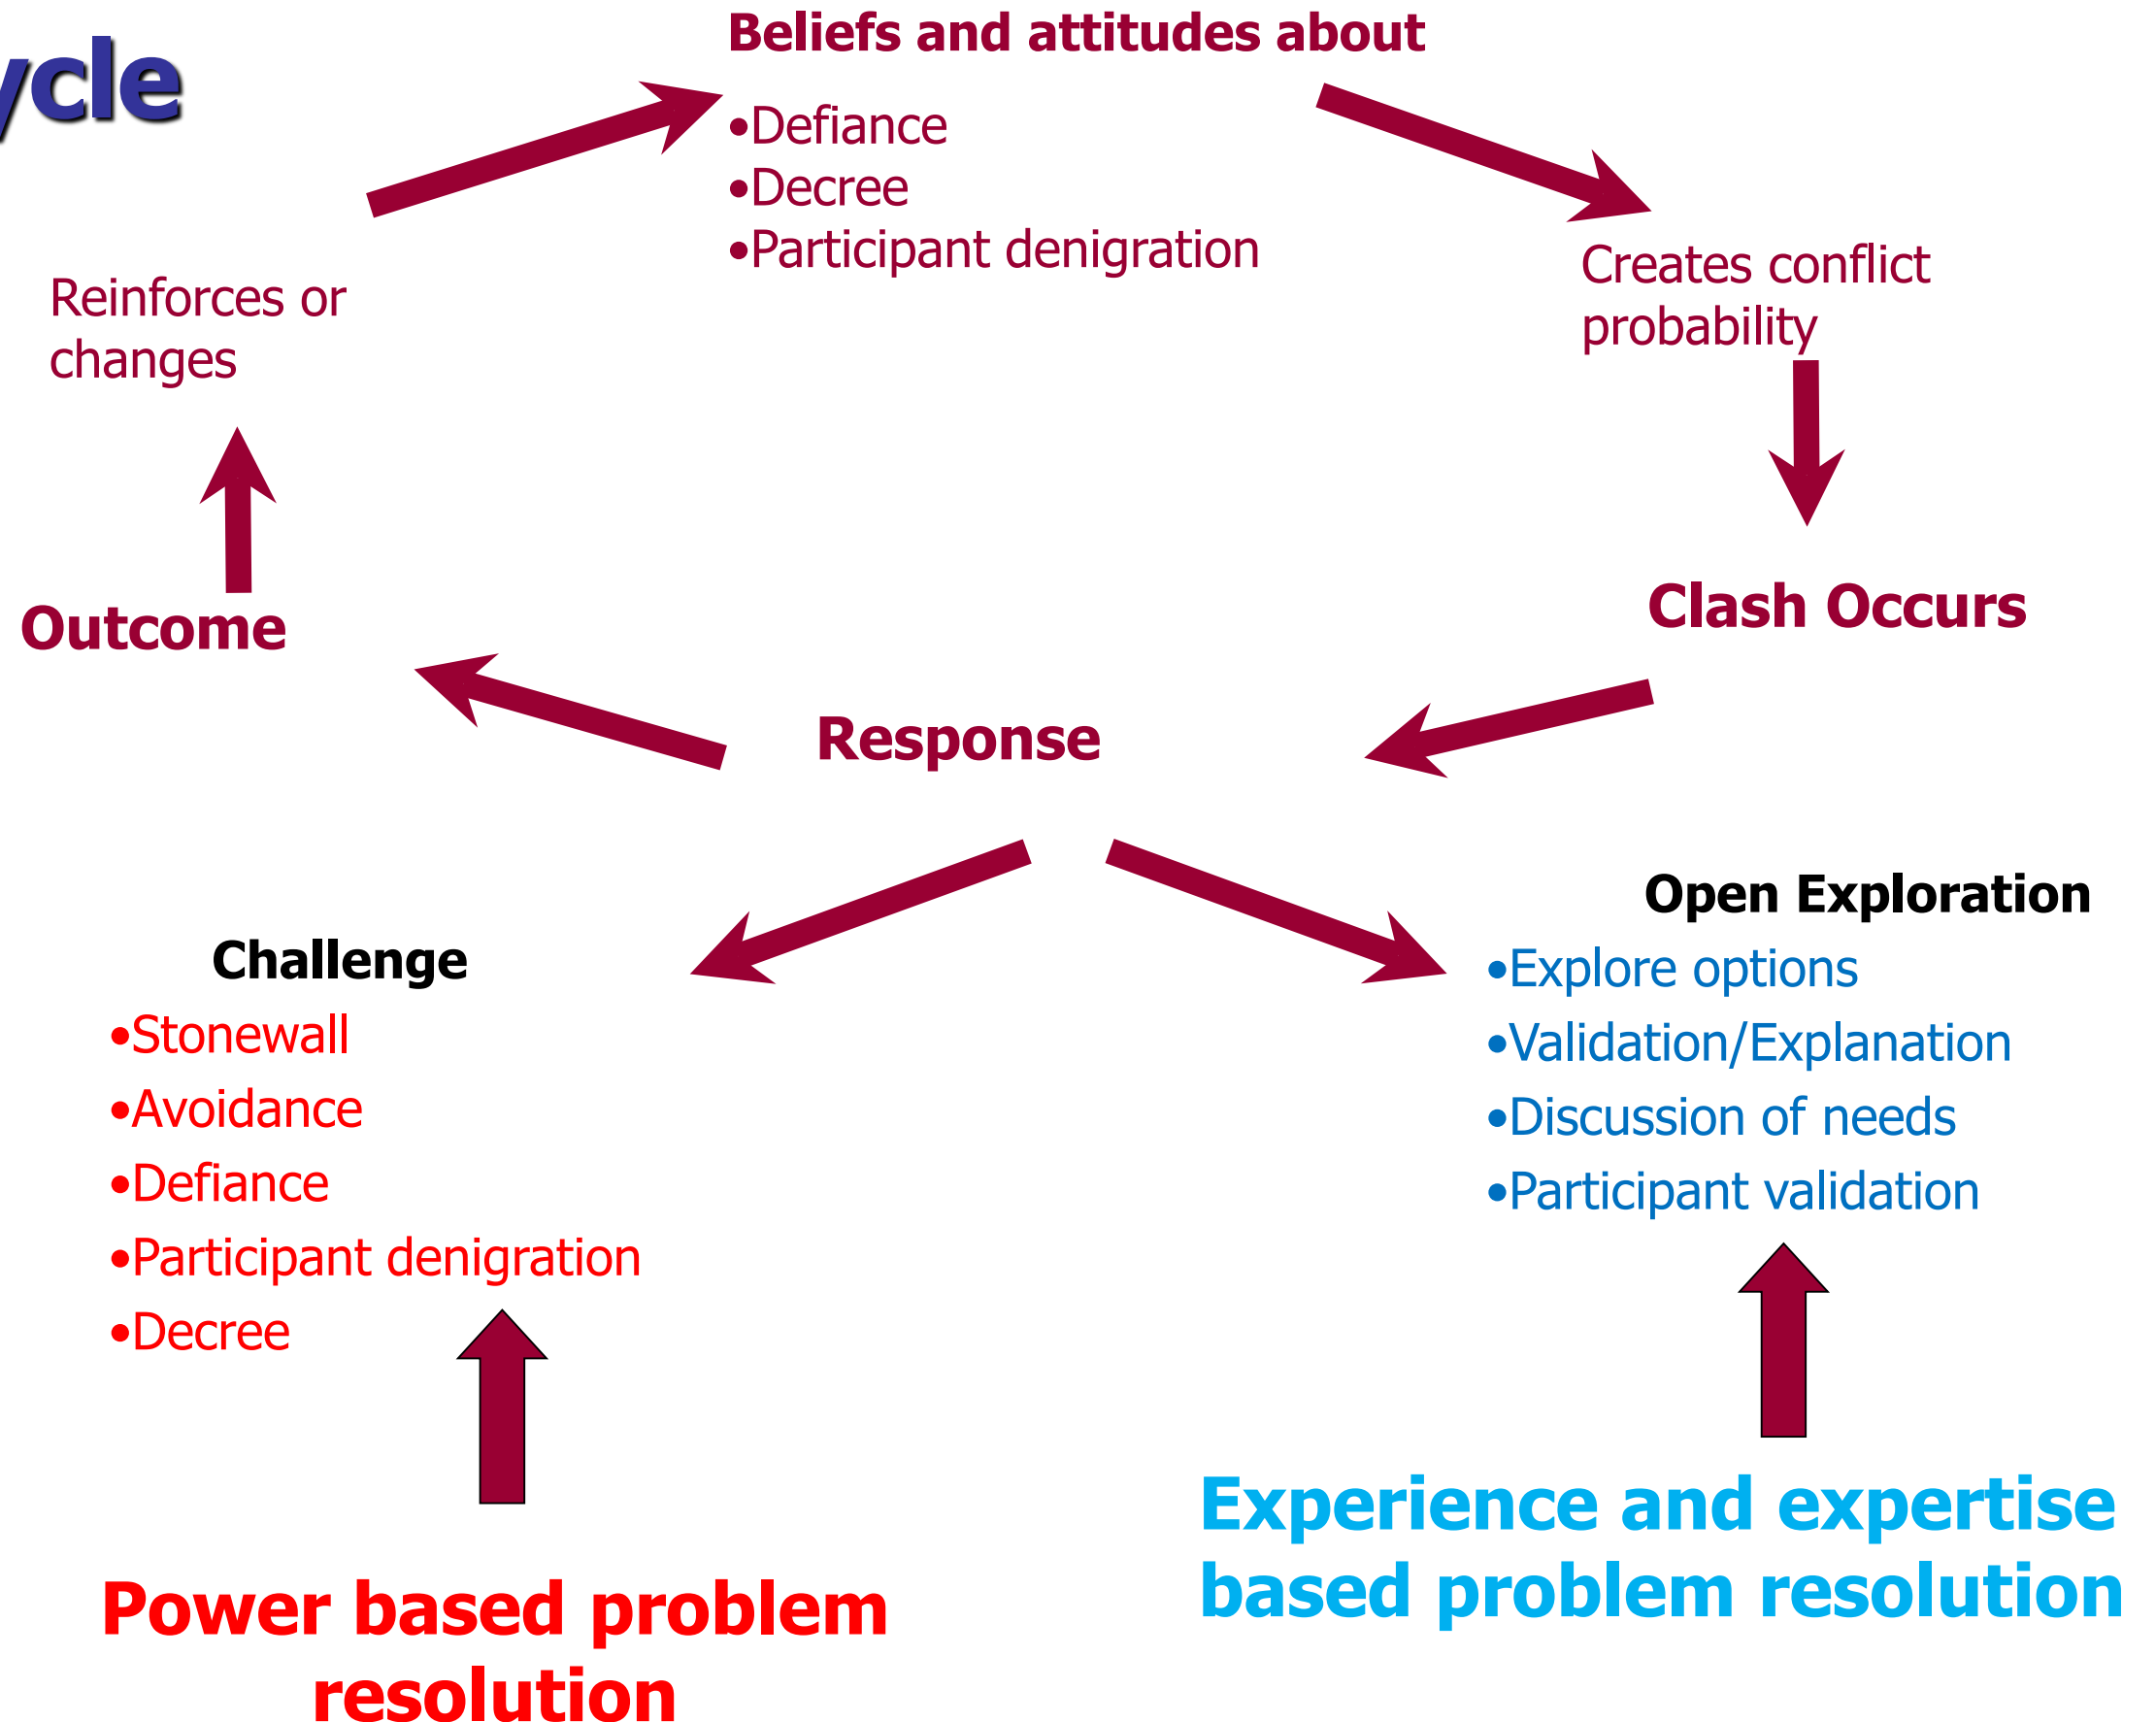 ycle
Beliefs and attitudes about
•Defiance
•Decree
•Participant denigration
Creates conflict
probability
Reinforces or
changes
Clash Occurs
Outcome
Response
Open Exploration
•Explore options
•Validation/Explanation
•Discussion of needs
•Participant validation
Challenge
•Stonewall
•Avoidance
•Defiance
•Participant denigration
•Decree
Experience and expertise
based problem resolution
Power based problem
resolution